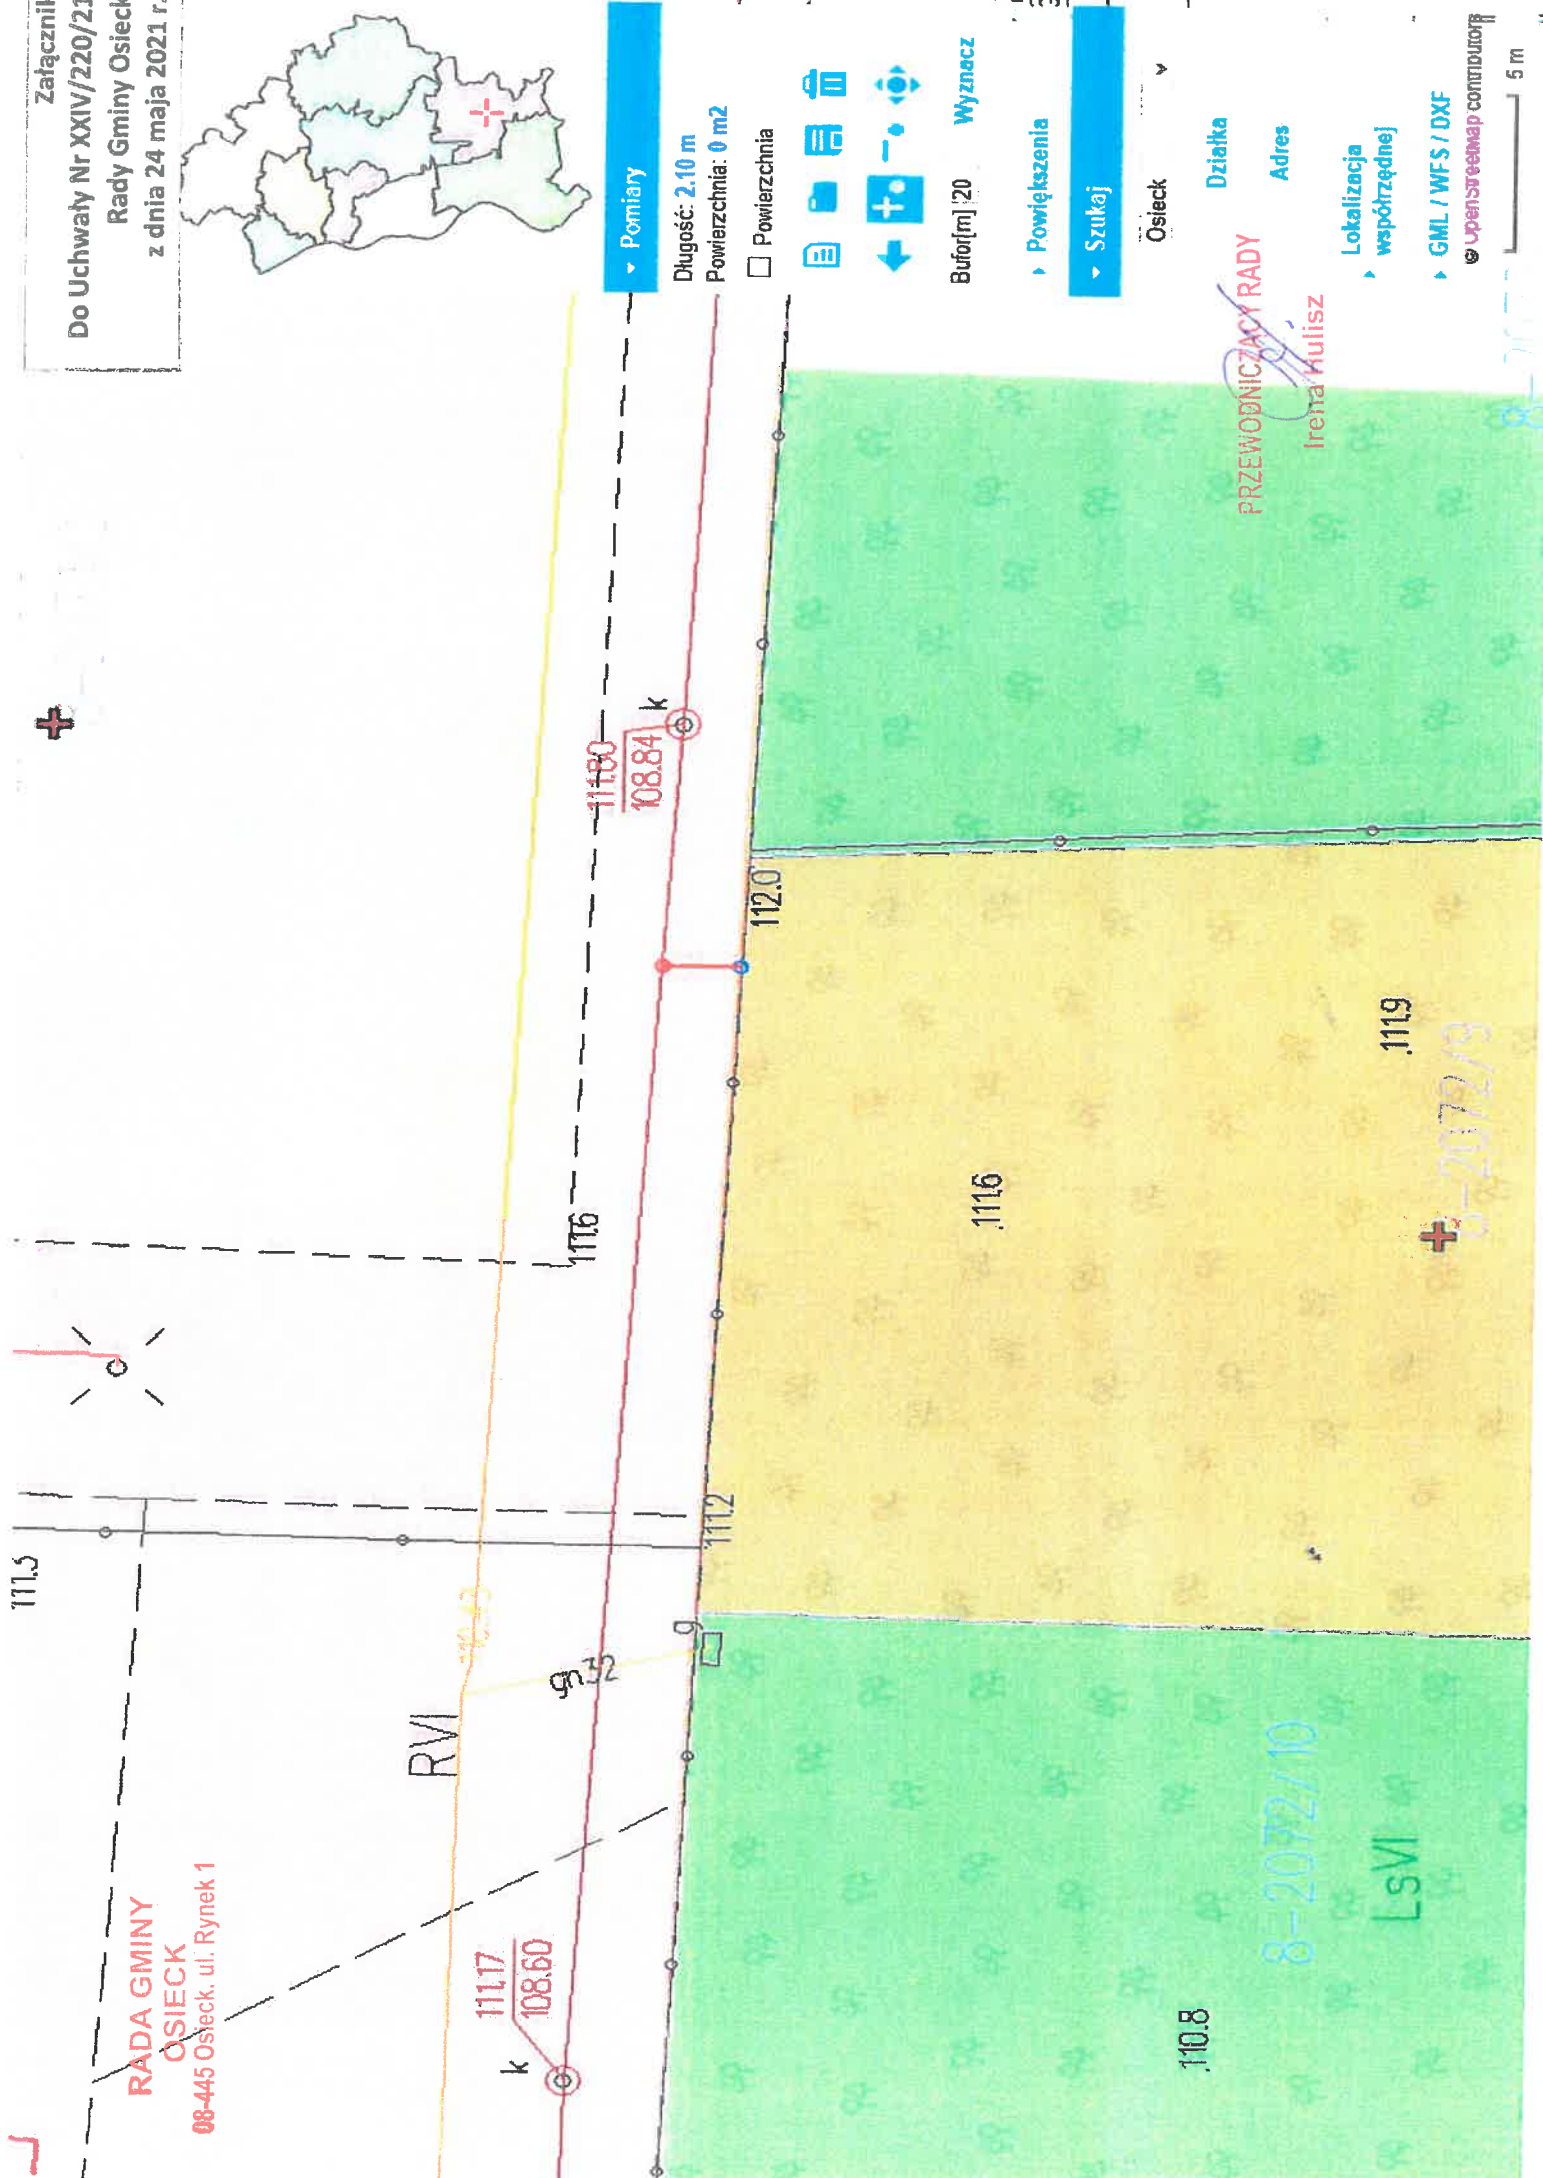 Załącznik
Do Uchwały Nr XXIV/220/21
Rady Gminy Osieck
z dnia 24 maja 2021 r.
Pomiary
Długość: 2.10 m
Powierzchnia: 0 m2
Powierzchnia
Bufor[m] 20 Wyznacz
Powiększenia
Szukaj
Osieck
Działka
Adres
Lokalizacja
współrzędnej
GML / WFS / DXF
© OpenStreetMap contributors
5 m
PRZEWODNICZĄCY RADY
Irena Kulisz
RADA GMINY
OSIECK
08-445 Osieck, ul. Rynek 1
111.3
RVI
110.43
gn32
g
111.17
108.60
k
111.80
108.84
k
111.6
111.2
112.0
111.6
111.9
8-2072/9
8-2072/10
LsVI
110.8